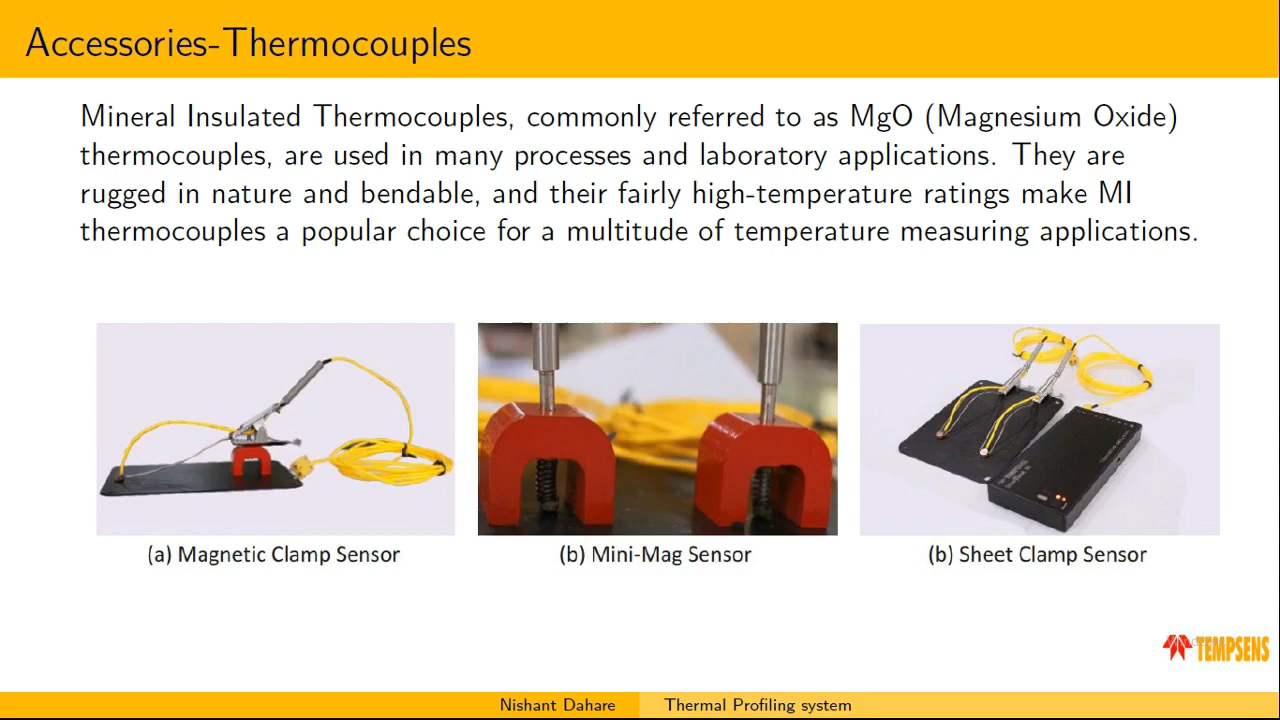 Accessories-Thermocouples
Mineral Insulated Thermocouples, commonly referred to as MgO (Magnesium Oxide)
thermocouples, are used in many processes and laboratory applications. They are
rugged in nature and bendable, and their fairly high-temperature ratings make MI
thermocouples a popular choice for a multitude of temperature measuring applications.
(a) Magnetic Clamp Sensor
(b) Mini-Mag Sensor
(b) Sheet Clamp Sensor
TEMPSENS
Nishant Dahare
Thermal Profiling system